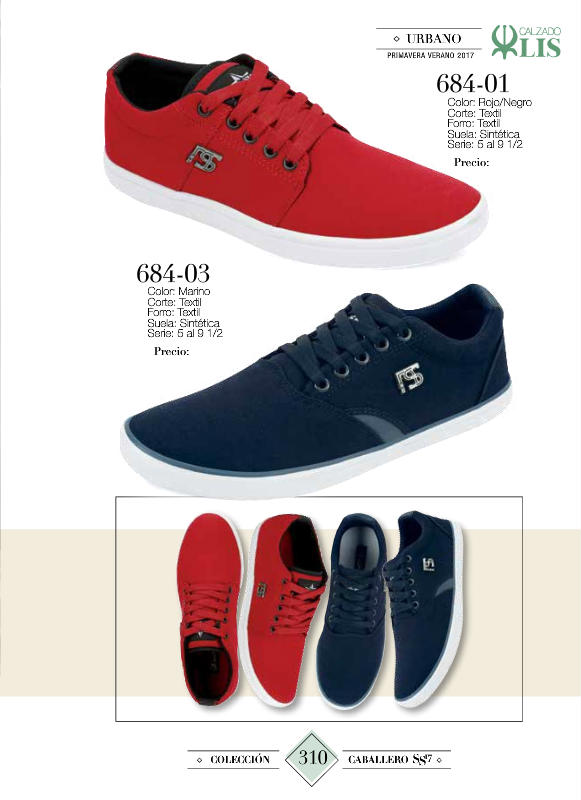 URBANO
PRIMAVERA VERANO 2017
CALZADO
LIS
684-01
Color: Rojo/Negro
Corte: Textil
Forro: Textil
Suela: Sintética
Serie: 5 al 9 1/2
Precio:
684-03
Color: Marino
Corte: Textil
Forro: Textil
Suela: Sintética
Serie: 5 al 9 1/2
Precio:
COLECCIÓN
310
CABALLERO SS17